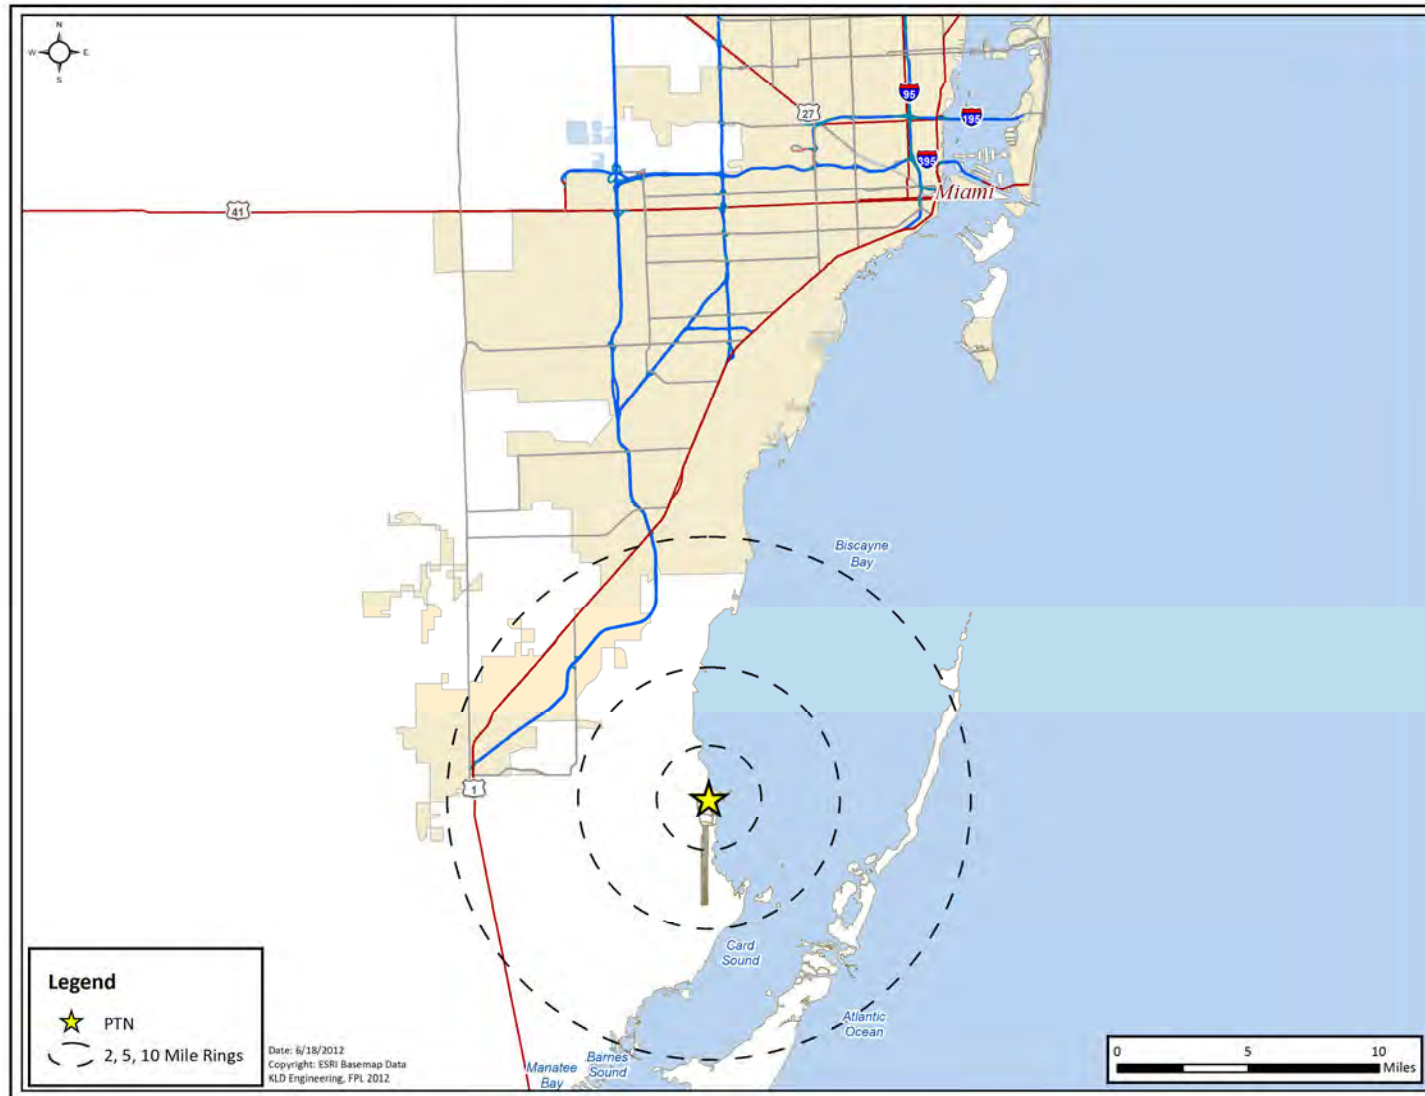 N
W E
S
95
27
195
395
Miami
41
Biscayne
Bay
1
Card
Sound
Atlantic
Ocean
Barnes
Sound
Manatee
Bay
Legend
PTN
2, 5, 10 Mile Rings
Date: 6/18/2012
Copyright: ESRI Basemap Data
KLD Engineering, FPL 2012
0 5 10
Miles